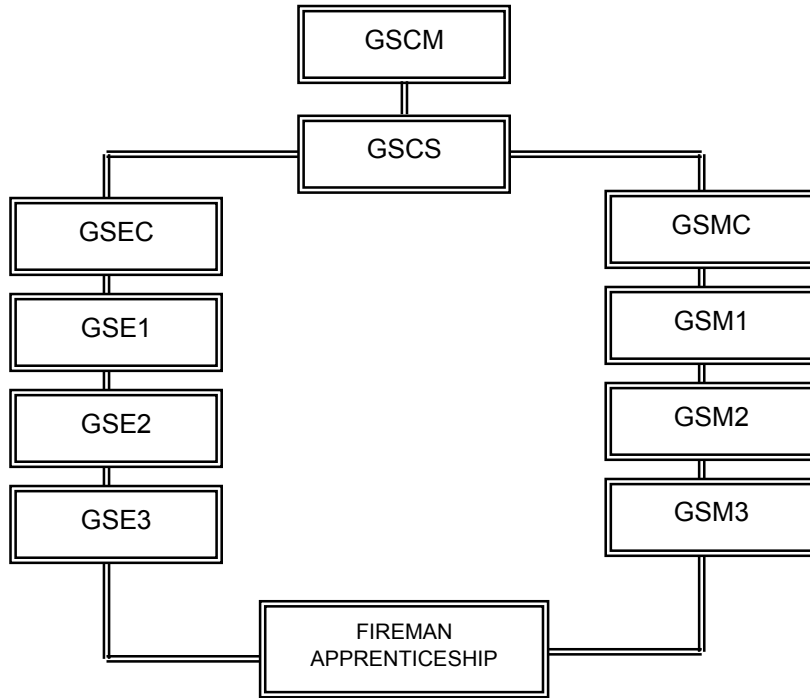 GSCM
GSCS
GSEC
GSMC
GSE1
GSM1
GSE2
GSM2
GSE3
GSM3
FIREMAN
APPRENTICESHIP